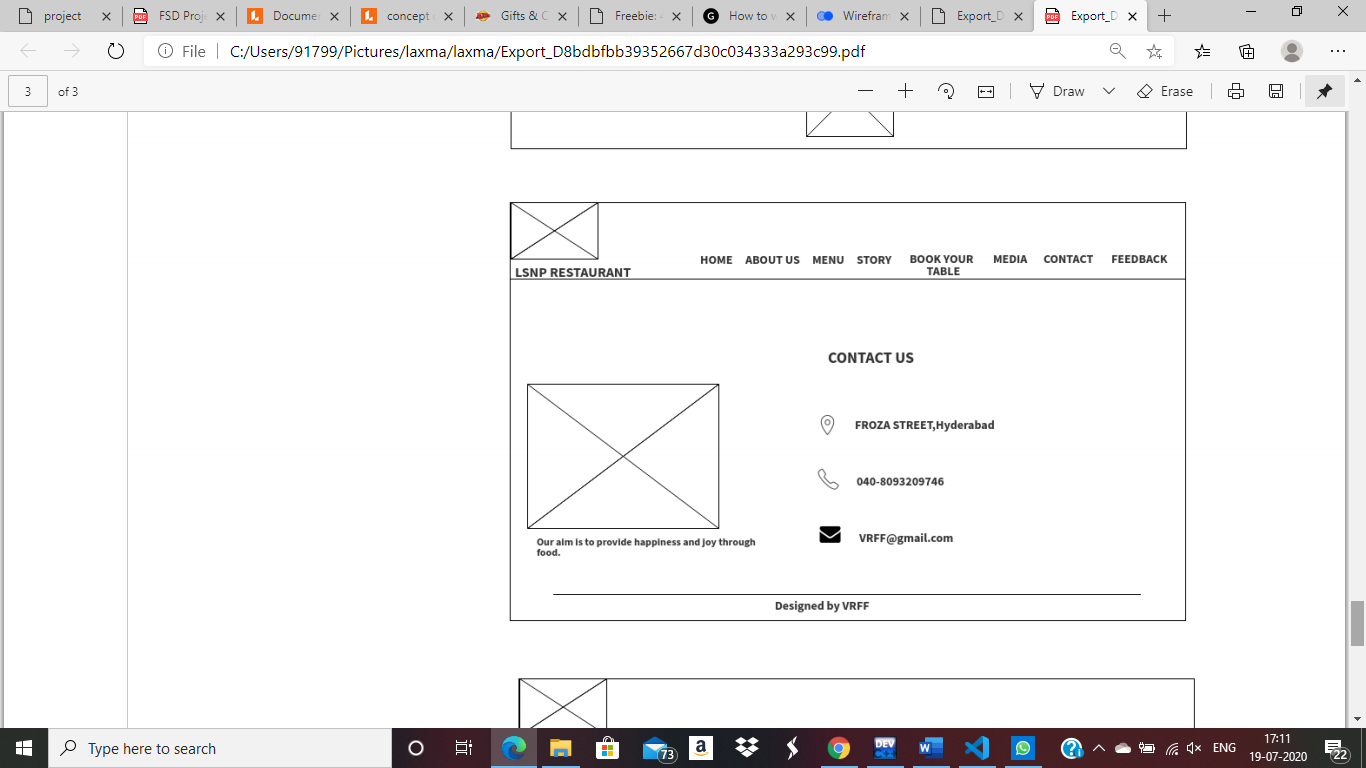 project
FSD Proj
Documen
concept
Gifts & C
Freebie:
How to w
Wirefram
Export_D
Export_D
File
C:/Users/91799/Pictures/laxma/laxma/Export_D8bdbfbb39352667d30c034333a293c99.pdf
3 of 3
Draw
Erase
LSNP RESTAURANT
HOME ABOUT US MENU STORY BOOK YOUR TABLE MEDIA CONTACT FEEDBACK
CONTACT US
FROZA STREET,Hyderabad
040-8093209746
VRFF@gmail.com
Our aim is to provide happiness and joy through
food.
Designed by VRFF
Type here to search
73
DEV
ENG
17:11
19-07-2020
22